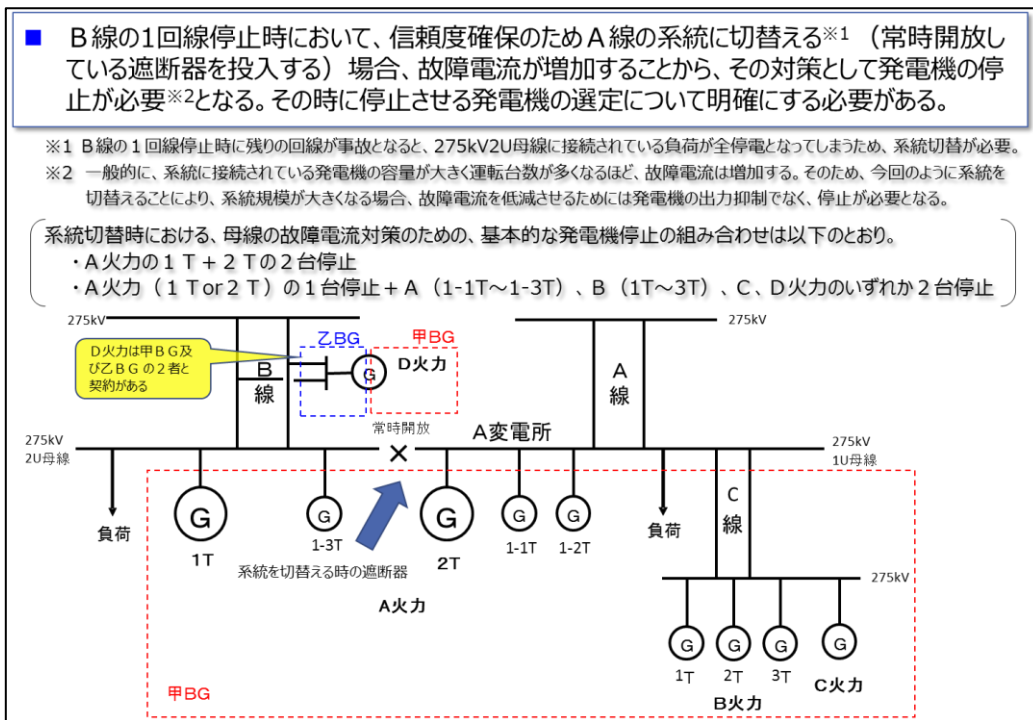 ■ B線の1回線停止時において、信頼度確保のためA線の系統に切替える※1 (常時開放し
ている遮断器を投入する) 場合、故障電流が増加することから、その対策として発電機の停
止が必要※2となる。その時に停止させる発電機の選定について明確にする必要がある。
※1 B線の1回線停止時に残りの回線が事故となると、275kV2U母線に接続されている負荷が全停電となってしまうため、系統切替が必要。
※2 一般的に、系統に接続されている発電機の容量が大きく運転台数が多くなるほど、故障電流は増加する。そのため、今回のように系統を
切替えることにより、系統規模が大きくなる場合、故障電流を低減させるためには発電機の出力抑制でなく、停止が必要となる。
系統切替時における、母線の故障電流対策のための、基本的な発電機停止の組み合わせは以下のとおり。
・A火力の1T+2Tの2台停止
・A火力(1Tor2T)の1台停止+A(1-1T~1-3T)、B(1T~3T)、C、D火力のいずれか2台停止
275kV
275kV
乙BG
甲BG
D火力は甲BG及
び乙BGの2者と
契約がある
B
線
G
D火力
A
線
常時開放
A変電所
275kV
2U母線
×
275kV
1U母線
負荷
G
1T
G
1-3T
G
2T
G
1-1T
G
1-2T
負荷
C
線
系統を切替える時の遮断器
A火力
275kV
G
1T
G
2T
G
3T
G
B火力
C火力
甲BG